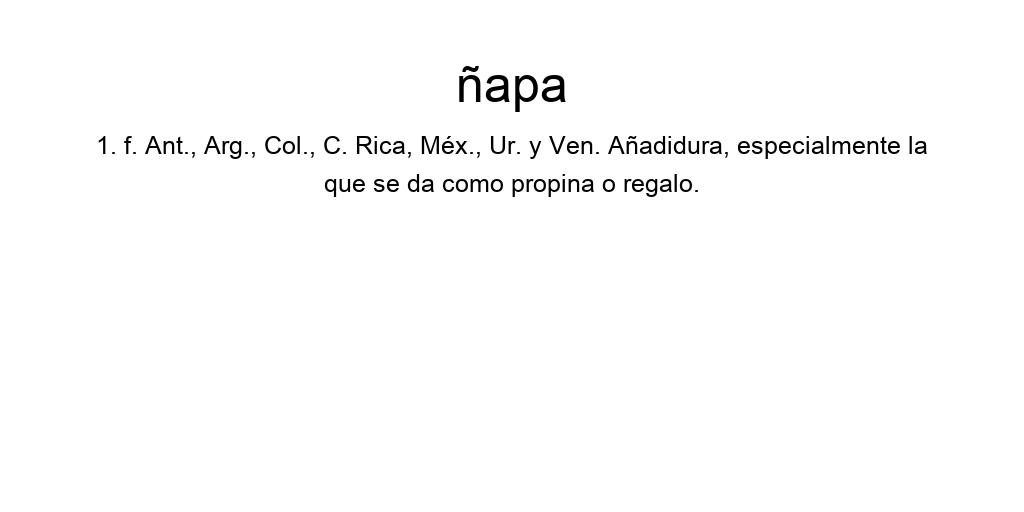 ñapa
1. f. Ant., Arg., Col., C. Rica, Méx., Ur. y Ven. Añadidura, especialmente la
que se da como propina o regalo.